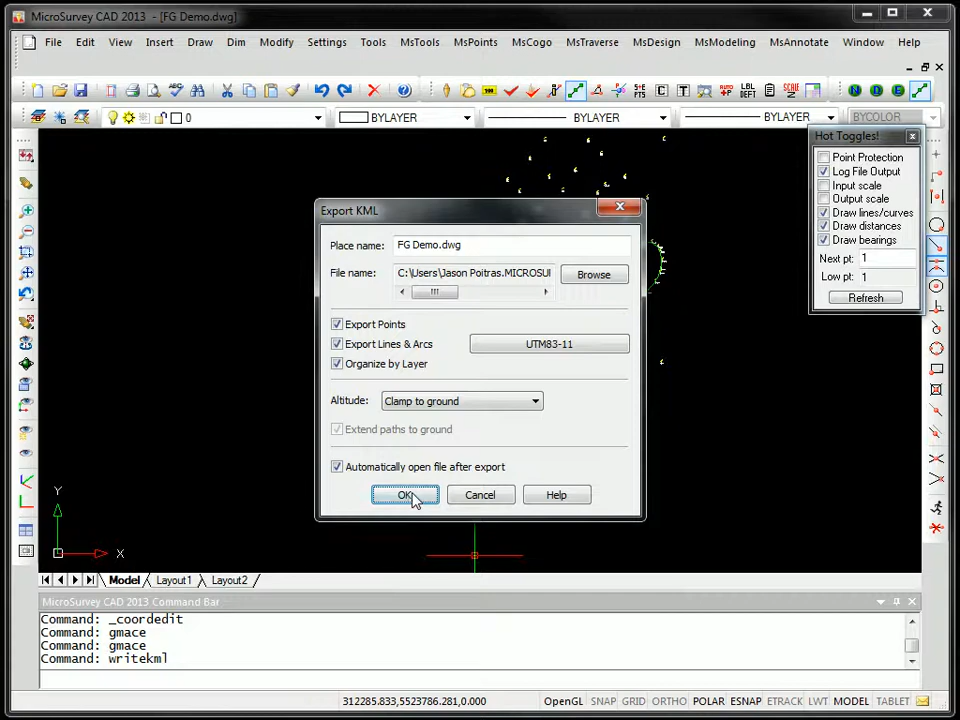 MicroSurvey CAD 2013 - [FG Demo.dwg]
File Edit View Insert Draw Dim Modify Settings Tools MsTools MsPoints MsCogo MsTraverse MsDesign MsModeling MsAnnotate Window Help
0 BYLAYER BYLAYER BYLAYER BYCOLOR
Hot Toggles!
Point Protection
Log File Output
Input scale
Output scale
Draw lines/curves
Draw distances
Draw bearings
Next pt: 1
Low pt: 1
Refresh
Export KML
Place name: FG Demo.dwg
File name: C:\Users\Jason Poitras.MICROSUI Browse
Export Points
Export Lines & Arcs UTM83-11
Organize by Layer
Altitude: Clamp to ground
Extend paths to ground
Automatically open file after export
OK Cancel Help
Y
X
Model Layout1 Layout2
MicroSurvey CAD 2013 Command Bar
Command: _coordedit
Command: gmace
Command: gmace
Command: writekml
312285.833,5523786.281,0.000 OpenGL SNAP GRID ORTHO POLAR ESNAP ETRACK LWT MODEL TABLET